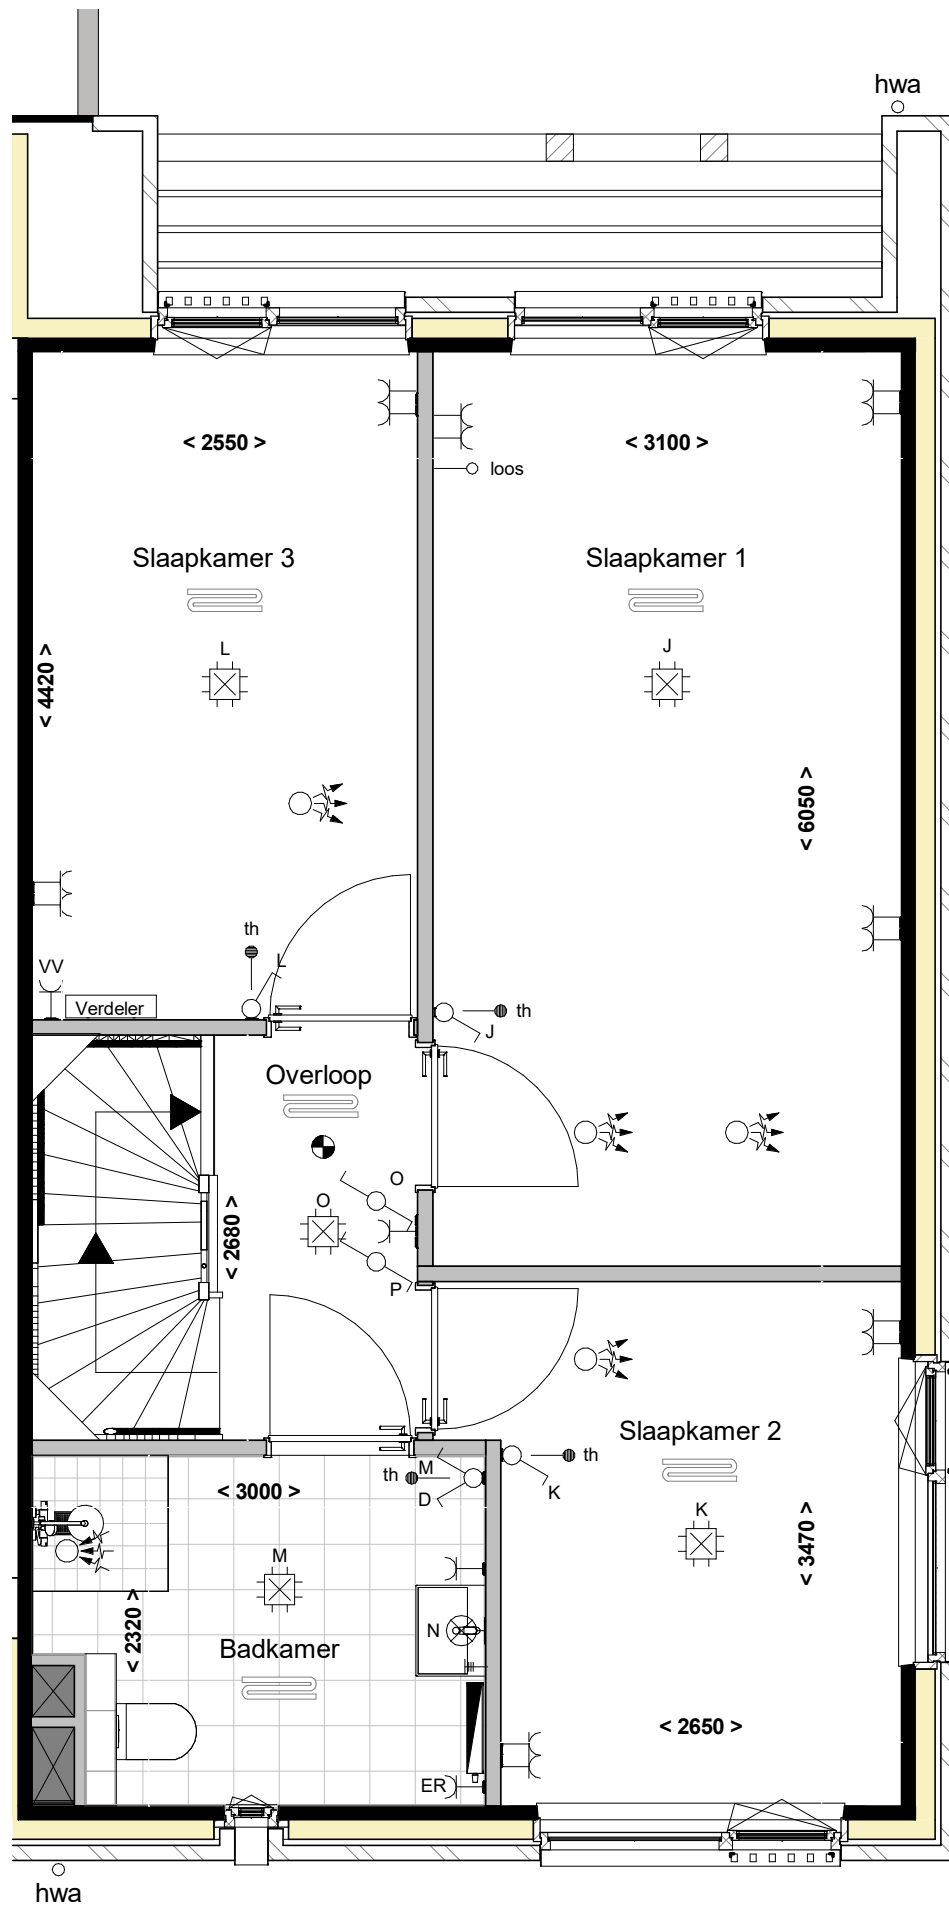 hwa
< 2550 >
< 3100 >
loos
Slaapkamer 3
Slaapkamer 1
L
J
< 4420 >
< 6050 >
th
L
VV
Verdeler
th
J
Overloop
O
O
< 2680 >
P
Slaapkamer 2
M
th
D
th
K
< 3000 >
K
M
< 3470 >
< 2320 >
N
Badkamer
< 2650 >
ER
hwa